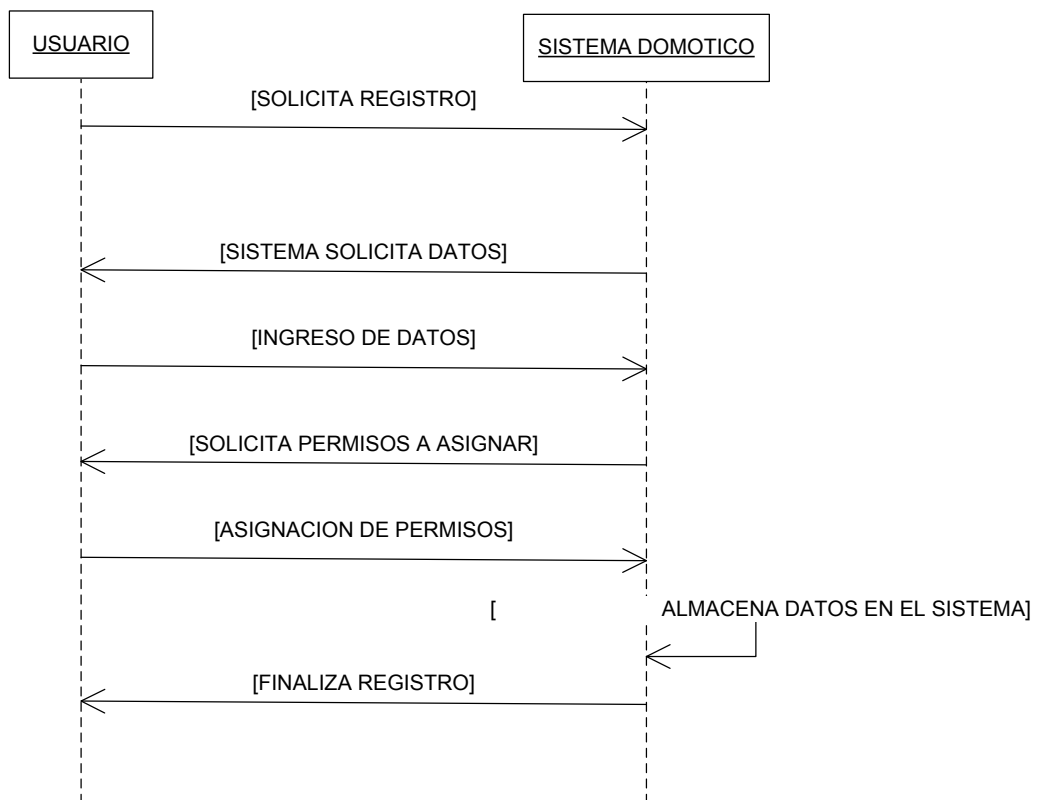 USUARIO
SISTEMA DOMOTICO
[SOLICITA REGISTRO]
[SISTEMA SOLICITA DATOS]
[INGRESO DE DATOS]
[SOLICITA PERMISOS A ASIGNAR]
[ASIGNACION DE PERMISOS]
[ ALMACENA DATOS EN EL SISTEMA]
[FINALIZA REGISTRO]